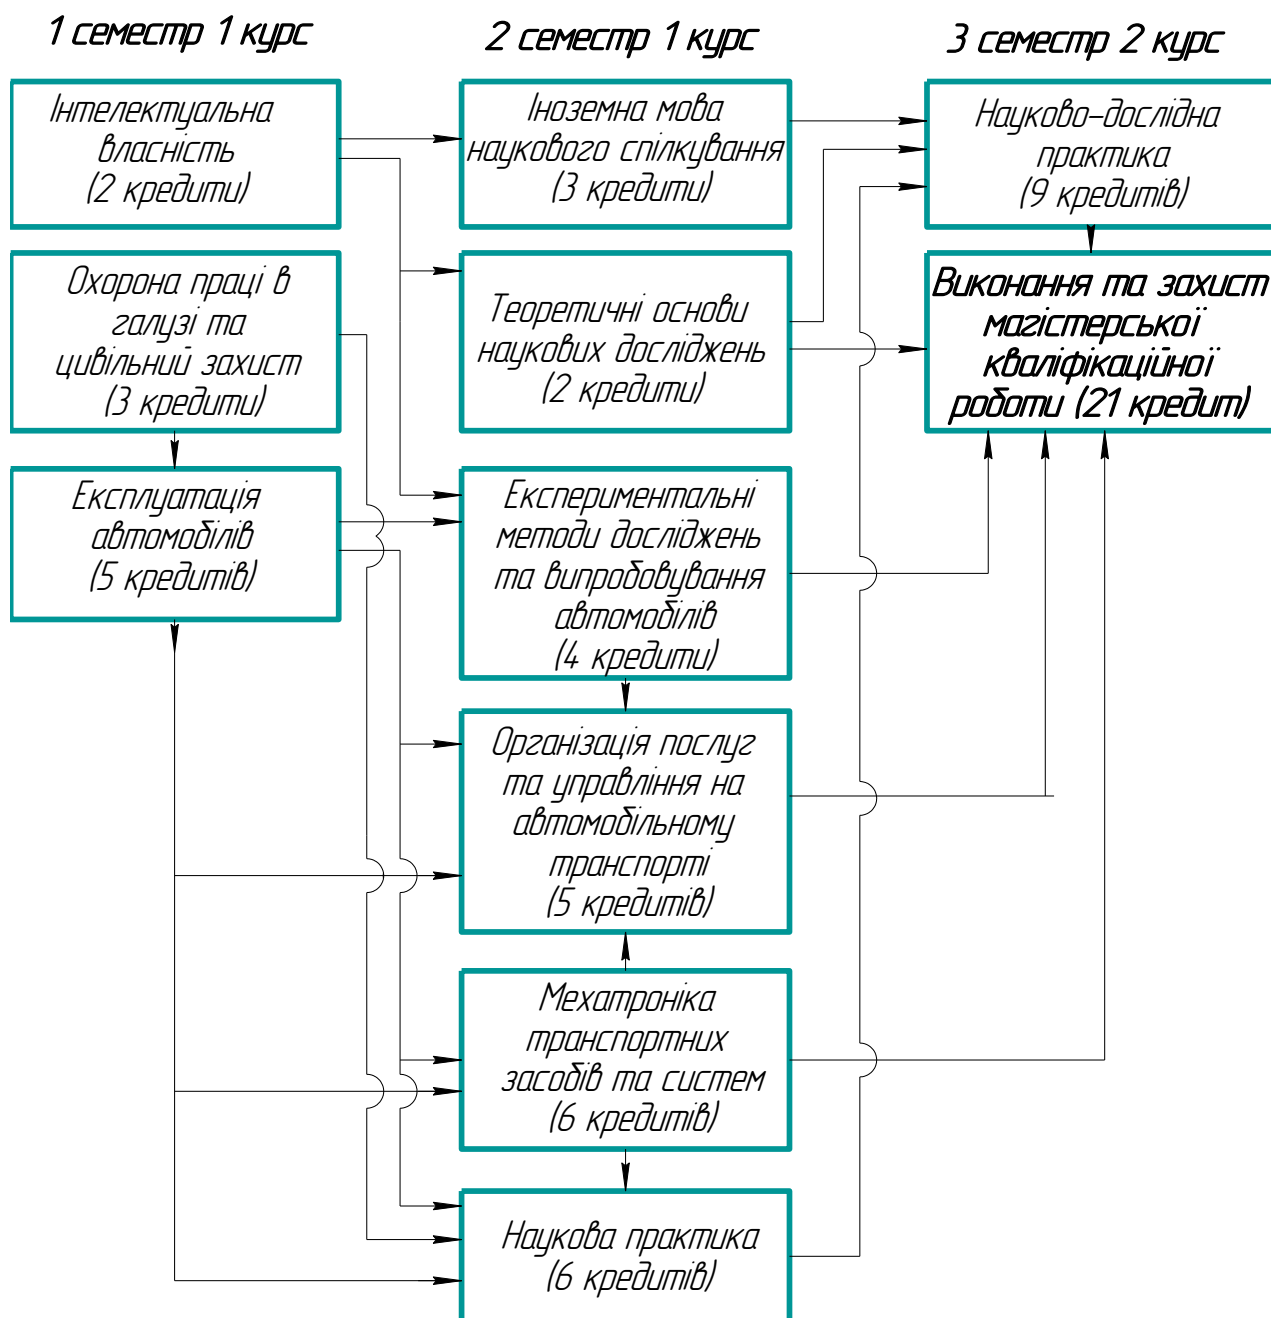 1 семестр 1 курс
2 семестр 1 курс
3 семестр 2 курс
Інтелектуальна
власність
(2 кредити)
Охорона праці в
галузі та
цивільний захист
(3 кредити)
Експлуатація
автомобілів
(5 кредитів)
Іноземна мова
наукового спілкування
(3 кредити)
Теоретичні основи
наукових досліджень
(2 кредити)
Експериментальні
методи досліджень
та випробовування
автомобілів
(4 кредити)
Організація послуг
та управління на
автомобільному
транспорті
(5 кредитів)
Мехатроніка
транспортних
засобів та систем
(6 кредитів)
Наукова практика
(6 кредитів)
Науково-дослідна
практика
(9 кредитів)
Виконання та захист
магістерської
кваліфікаційної
роботи (21 кредит)